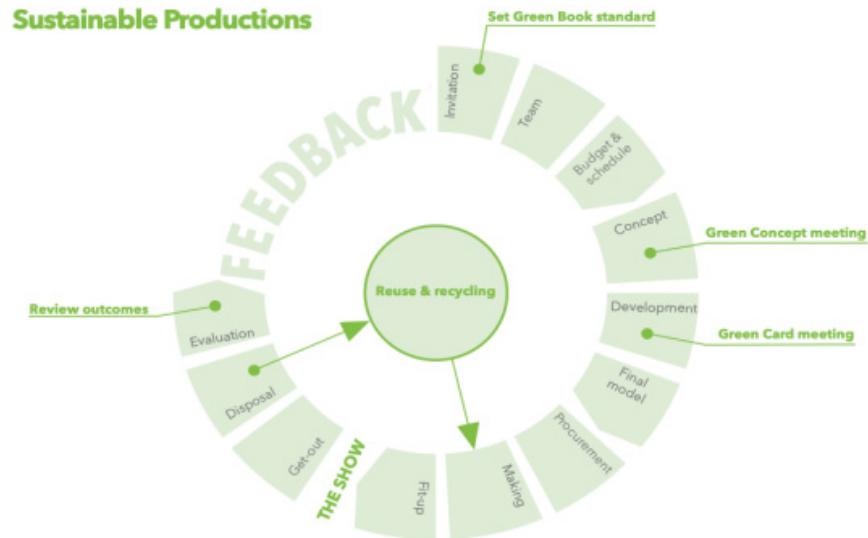 Sustainable Productions
Set Green Book standard
Invitation
Team
Budget &
schedule
Concept
Green Concept meeting
Development
Green Card meeting
Final
model
Procurement
Making
Fit-up
THE SHOW
Get-out
Disposal
Evaluation
Review outcomes
FEEDBACK
Reuse & recycling